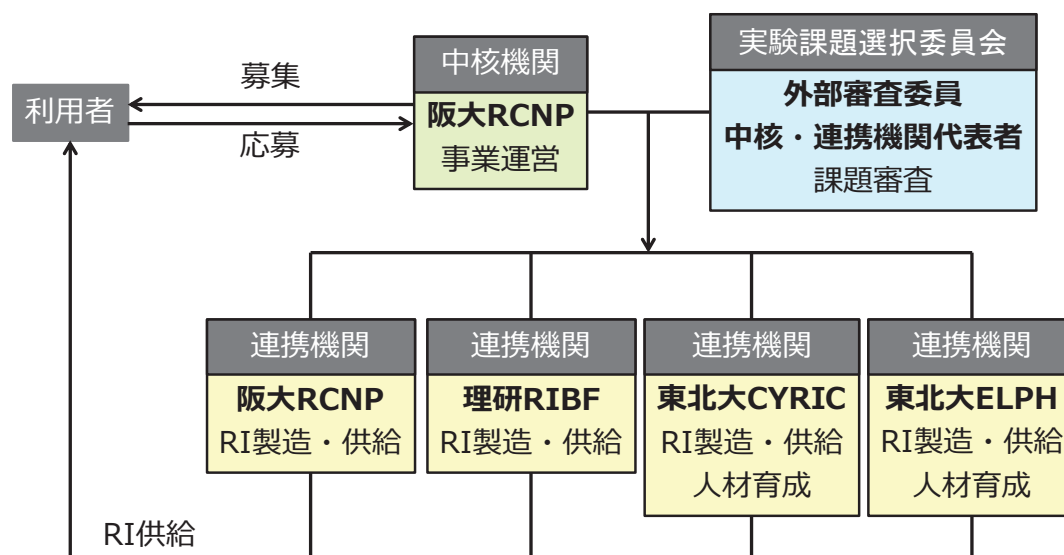 実験課題選択委員会
外部審査委員
中核・連携機関代表者
課題審査
中核機関
阪大RCNP
事業運営
募集
応募
利用者
連携機関
阪大RCNP
RI製造・供給
連携機関
理研RIBF
RI製造・供給
連携機関
東北大CYRIC
RI製造・供給
人材育成
連携機関
東北大ELPH
RI製造・供給
人材育成
RI供給